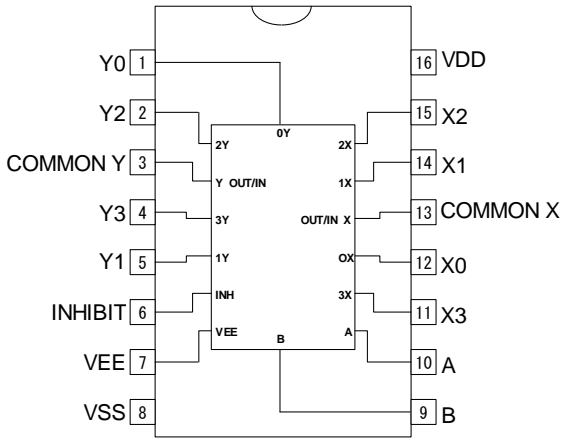 Y0 1
16 VDD
Y2 2
15 X2
0Y
2Y
2X
COMMON Y 3
14 X1
Y OUT/IN
1X
Y3 4
13 COMMON X
3Y
OUT/IN X
Y1 5
12 X0
1Y
OX
INHIBIT 6
11 X3
INH
3X
VEE 7
10 A
VEE
B
A
VSS 8
9 B